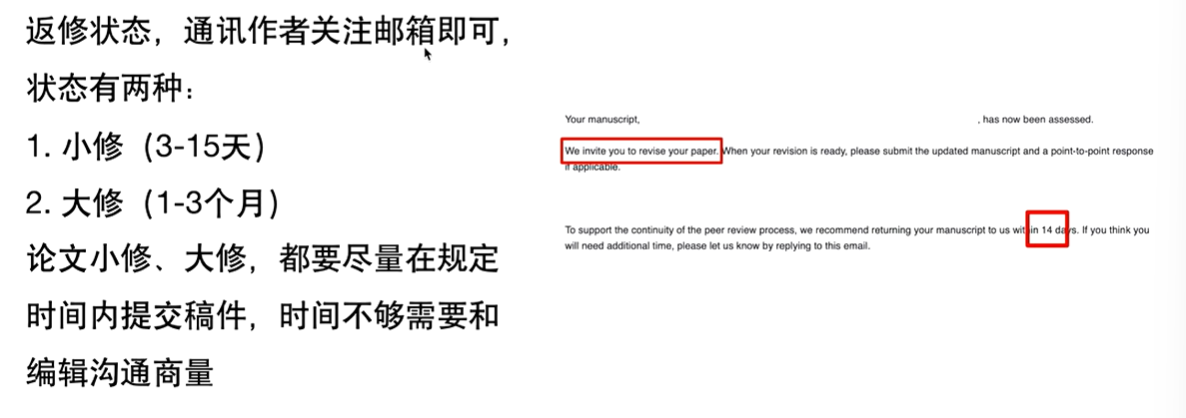 返修状态，通讯作者关注邮箱即可，
状态有两种：
1. 小修（3-15天）
2. 大修（1-3个月）
论文小修、大修，都要尽量在规定
时间内提交稿件，时间不够需要和
编辑沟通商量
Your manuscript, , has now been assessed.
We invite you to revise your paper. When your revision is ready, please submit the updated manuscript and a point-to-point response
if applicable.
To support the continuity of the peer review process, we recommend returning your manuscript to us within 14 days. If you think you
will need additional time, please let us know by replying to this email.